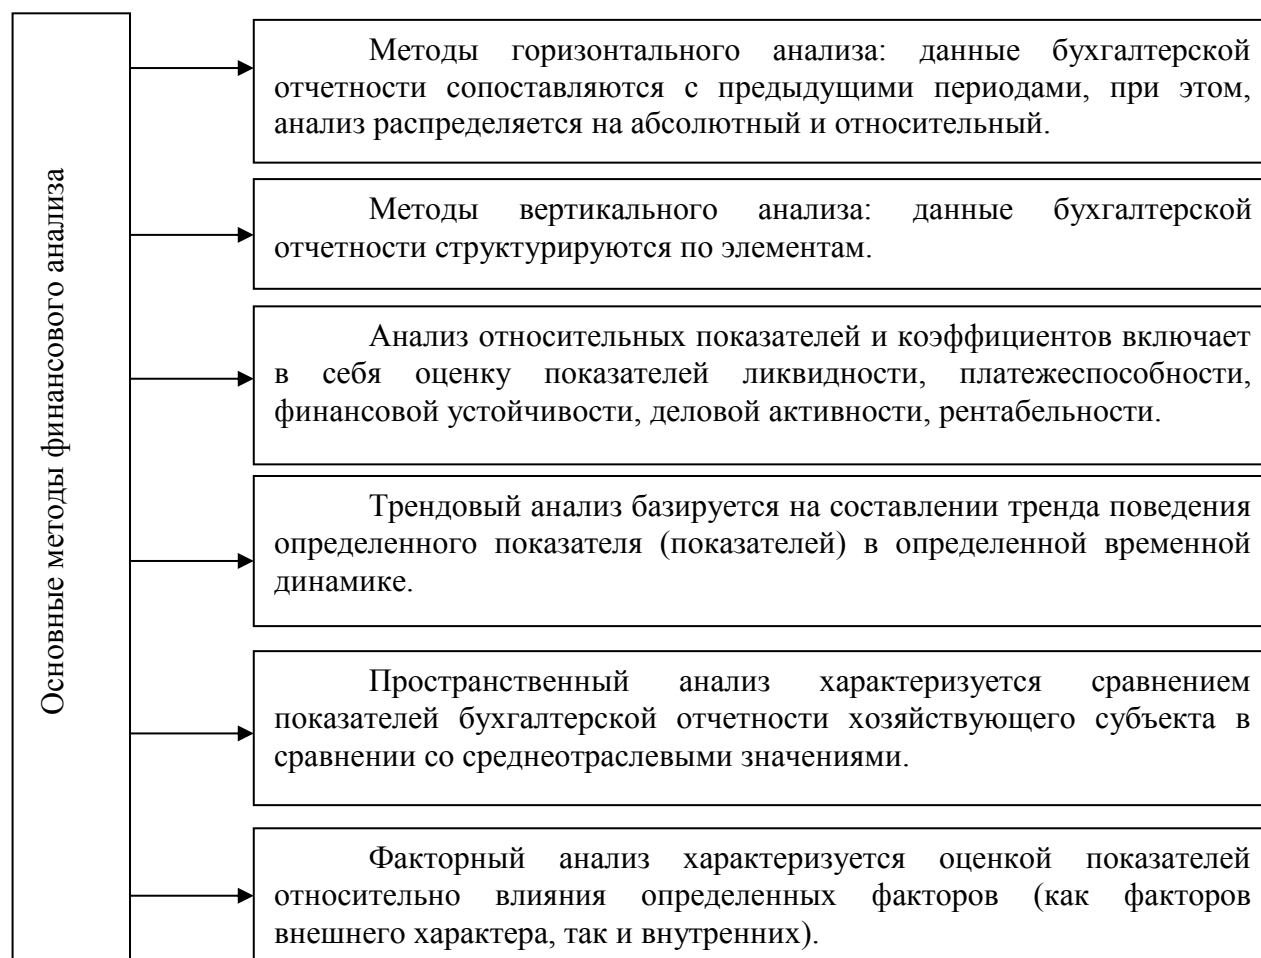 Основные методы финансового анализа
Методы горизонтального анализа: данные бухгалтерской
отчетности сопоставляются с предыдущими периодами, при этом,
анализ распределяется на абсолютный и относительный.
Методы вертикального анализа: данные бухгалтерской
отчетности структурируются по элементам.
Анализ относительных показателей и коэффициентов включает
в себя оценку показателей ликвидности, платежеспособности,
финансовой устойчивости, деловой активности, рентабельности.
Трендовый анализ базируется на составлении тренда поведения
определенного показателя (показателей) в определенной временной
динамике.
Пространственный анализ характеризуется сравнением
показателей бухгалтерской отчетности хозяйствующего субъекта в
сравнении со среднеотраслевыми значениями.
Факторный анализ характеризуется оценкой показателей
относительно влияния определенных факторов (как факторов
внешнего характера, так и внутренних).